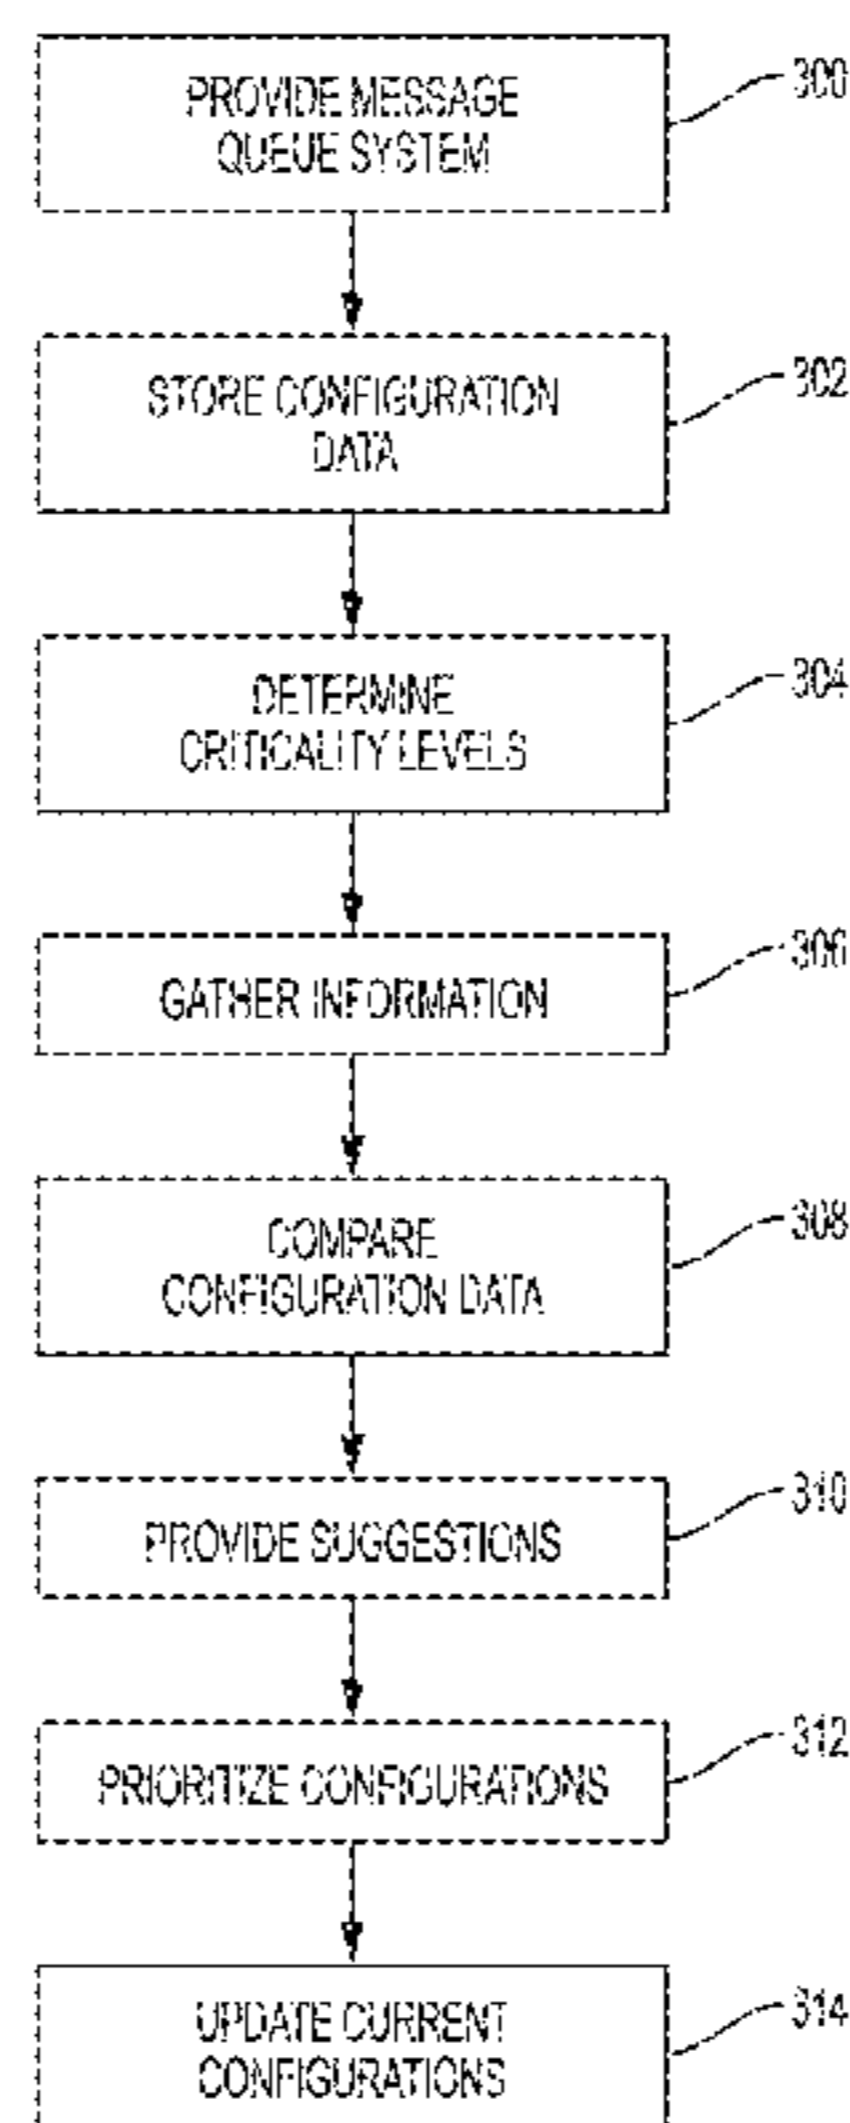 PROVIDE MESSAGE
QUEUE SYSTEM
300
STORE CONFIGURATION
DATA
302
DETERMINE
CRITICALITY LEVELS
304
GATHER INFORMATION
306
COMPARE
CONFIGURATION DATA
308
PROVIDE SUGGESTIONS
310
PRIORITIZE CONFIGURATIONS
312
UPDATE CURRENT
CONFIGURATIONS
314